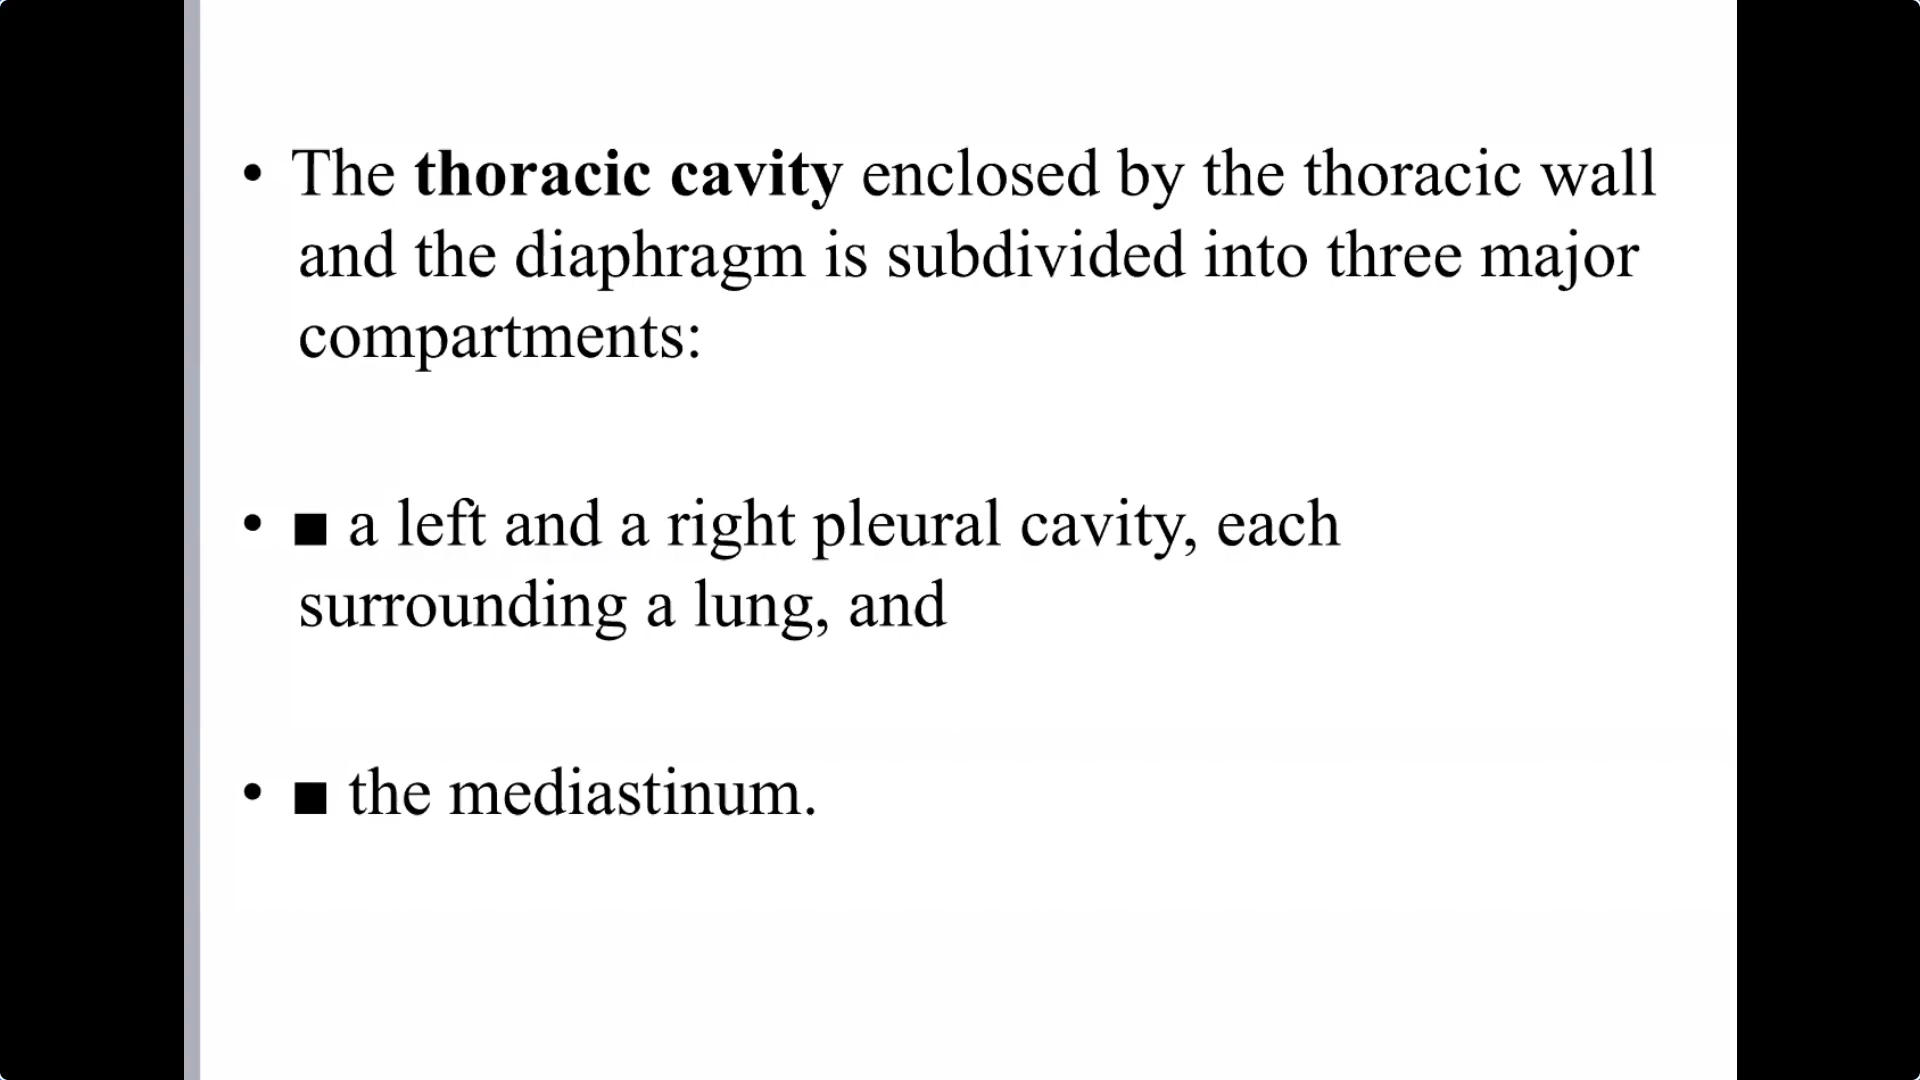 • The thoracic cavity enclosed by the thoracic wall
and the diaphragm is subdivided into three major
compartments:
• ■ a left and a right pleural cavity, each
surrounding a lung, and
• ■ the mediastinum.